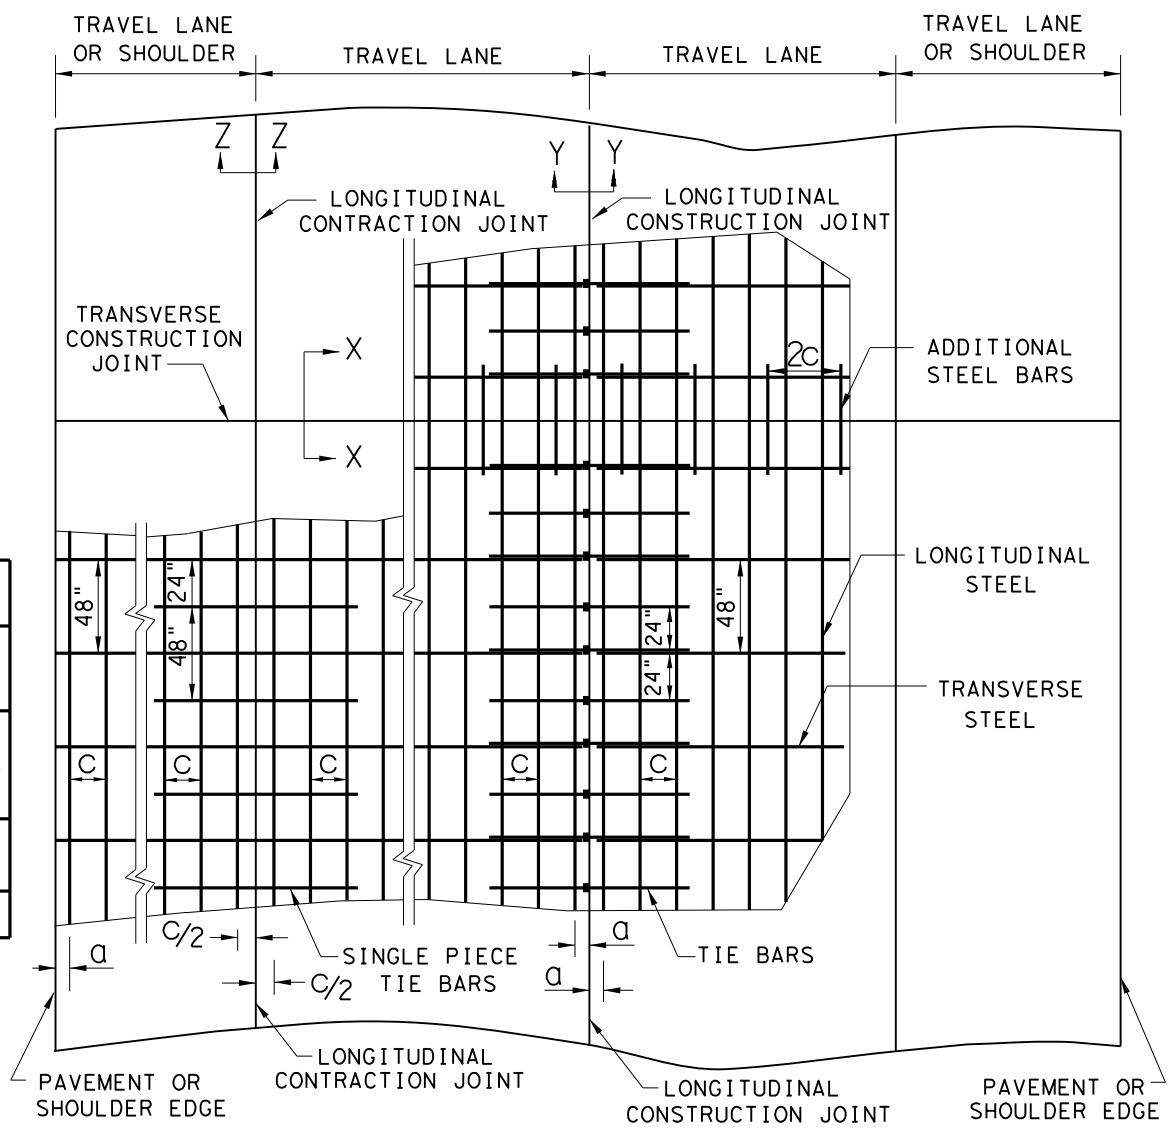 TRAVEL LANE
OR SHOULDER
TRAVEL LANE
TRAVEL LANE
TRAVEL LANE
OR SHOULDER
Z Z
Y Y
LONGITUDINAL
CONTRACTION JOINT
LONGITUDINAL
CONSTRUCTION JOINT
TRANSVERSE
CONSTRUCTION
JOINT
X
X
2C
ADDITIONAL
STEEL BARS
LONGITUDINAL
STEEL
48"
24"
48"
24"
24"
48"
TRANSVERSE
STEEL
C
C
C
C
C
C/2
a
SINGLE PIECE
TIE BARS
C/2
a
a
TIE BARS
LONGITUDINAL
CONTRACTION JOINT
PAVEMENT OR
SHOULDER EDGE
LONGITUDINAL
CONSTRUCTION JOINT
PAVEMENT OR
SHOULDER EDGE